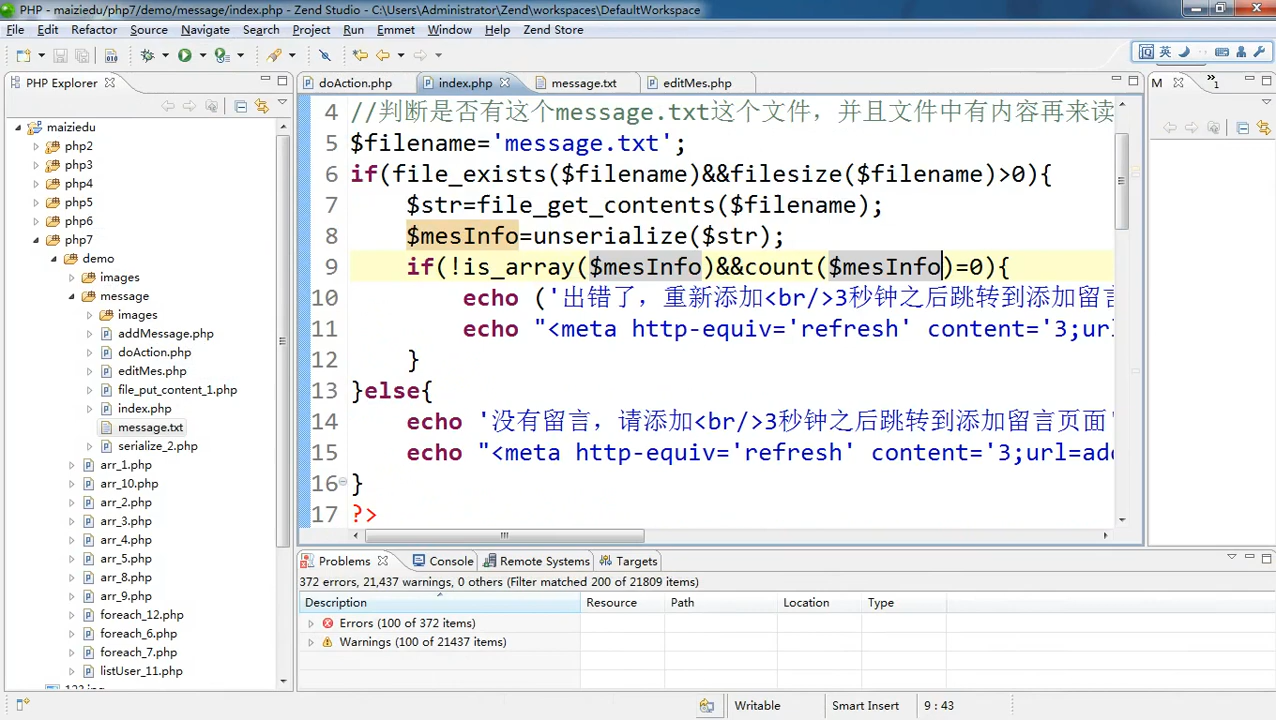 PHP - maiziedu/php7/demo/message/index.php - Zend Studio - C:\Users\Administrator\Zend\workspaces\DefaultWorkspace
File Edit Refactor Source Navigate Search Project Run Emmet Window Help Zend Store
英
PHP Explorer
doAction.php
index.php
message.txt
editMes.php
M
1
maiziedu
php2
php3
php4
php5
php6
php7
demo
images
message
images
addMessage.php
doAction.php
editMes.php
file_put_content_1.php
index.php
message.txt
serialize_2.php
arr_1.php
arr_10.php
arr_2.php
arr_3.php
arr_4.php
arr_5.php
arr_8.php
arr_9.php
foreach_12.php
foreach_6.php
foreach_7.php
listUser_11.php
4 //判断是否有这个message.txt这个文件，并且文件中有内容再来读
5 $filename='message.txt';
6 if(file_exists($filename)&&filesize($filename)>0){
7 $str=file_get_contents($filename);
8 $mesInfo=unserialize($str);
9 if(!is_array($mesInfo)&&count($mesInfo)=0){
10 echo ('出错了，重新添加<br/>3秒钟之后跳转到添加留言
11 echo "<meta http-equiv='refresh' content='3;url
12 }
13 }else{
14 echo '没有留言，请添加<br/>3秒钟之后跳转到添加留言页面'
15 echo "<meta http-equiv='refresh' content='3;url=add
16 }
17 ?>
Problems Console Remote Systems Targets
372 errors, 21,437 warnings, 0 others (Filter matched 200 of 21809 items)
Description Resource Path Location Type
Errors (100 of 372 items)
Warnings (100 of 21437 items)
Writable Smart Insert 9 : 43